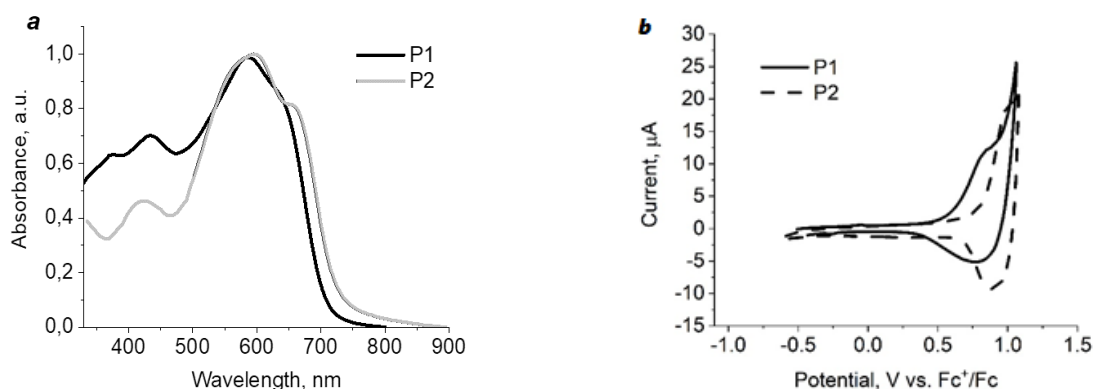 a
P1
P2
Absorbance, a.u.
1,0
0,8
0,6
0,4
0,2
0,0
400 500 600 700 800 900
Wavelength, nm
b
P1
P2
Current, μA
30
25
20
15
10
5
0
-5
-10
-15
-1.0 -0.5 0.0 0.5 1.0 1.5
Potential, V vs. Fc⁺/Fc